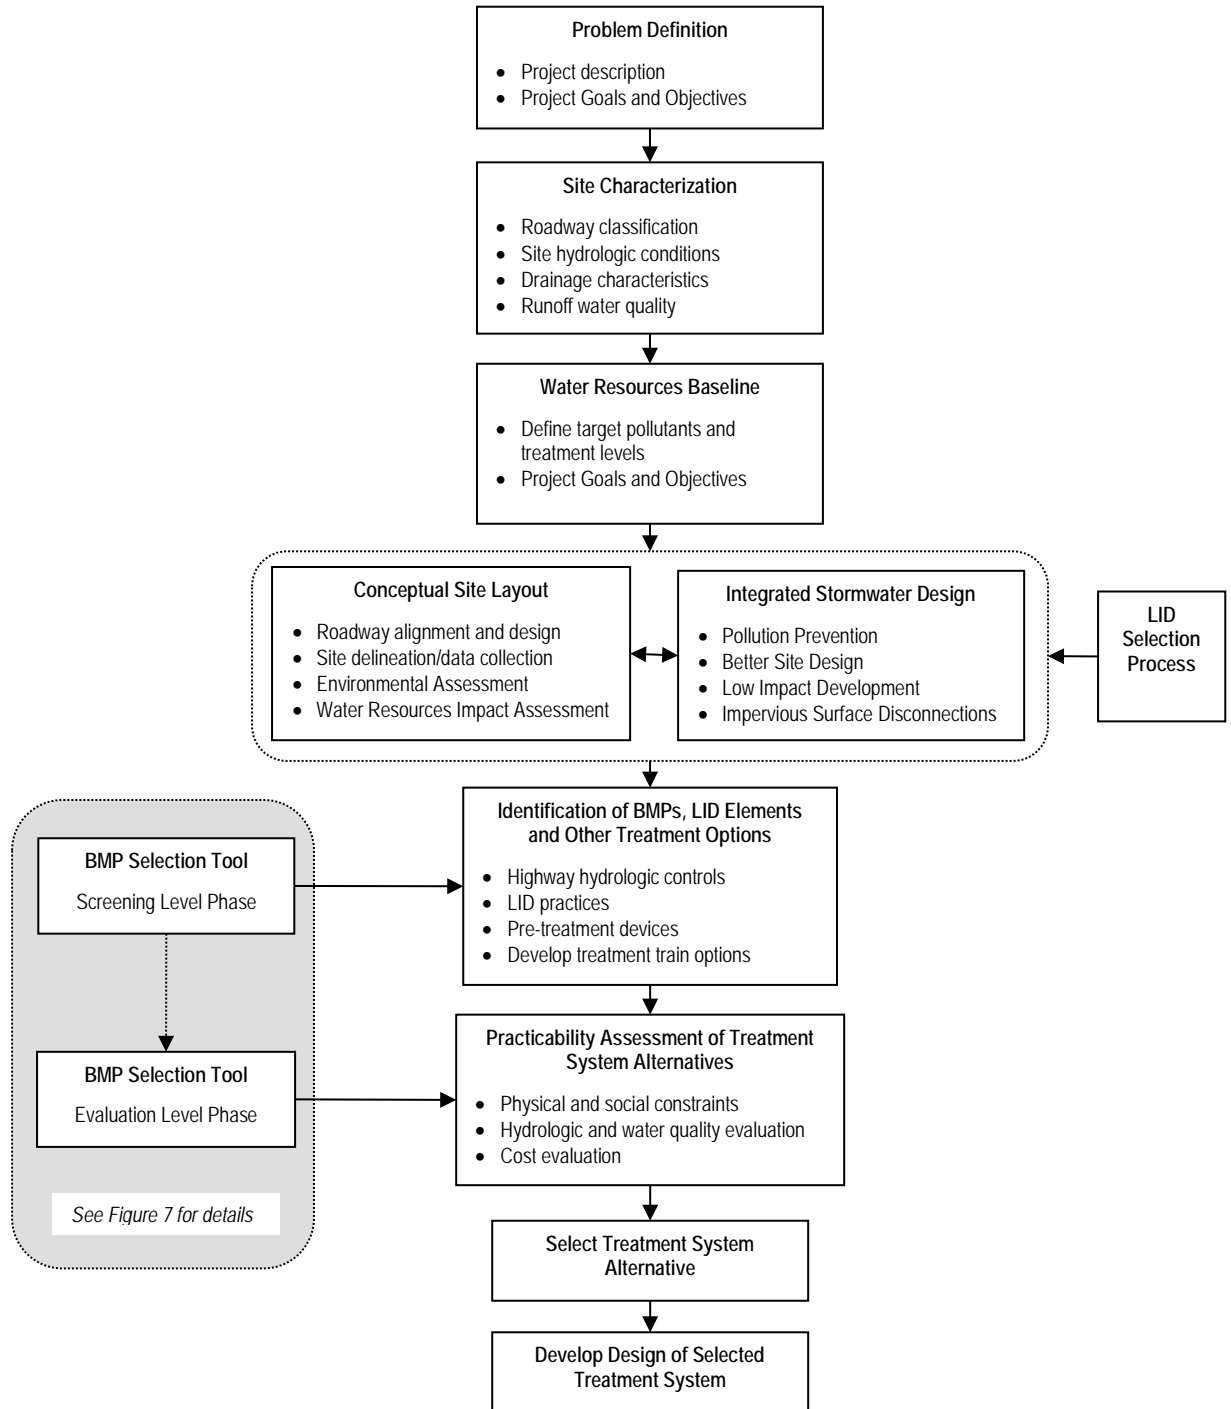 Problem Definition
• Project description
• Project Goals and Objectives
Site Characterization
• Roadway classification
• Site hydrologic conditions
• Drainage characteristics
• Runoff water quality
Water Resources Baseline
• Define target pollutants and
treatment levels
• Project Goals and Objectives
Conceptual Site Layout
• Roadway alignment and design
• Site delineation/data collection
• Environmental Assessment
• Water Resources Impact Assessment
Integrated Stormwater Design
• Pollution Prevention
• Better Site Design
• Low Impact Development
• Impervious Surface Disconnections
LID
Selection
Process
Identification of BMPs, LID Elements
and Other Treatment Options
• Highway hydrologic controls
• LID practices
• Pre-treatment devices
• Develop treatment train options
BMP Selection Tool
Screening Level Phase
BMP Selection Tool
Evaluation Level Phase
See Figure 7 for details
Practicability Assessment of Treatment
System Alternatives
• Physical and social constraints
• Hydrologic and water quality evaluation
• Cost evaluation
Select Treatment System
Alternative
Develop Design of Selected
Treatment System